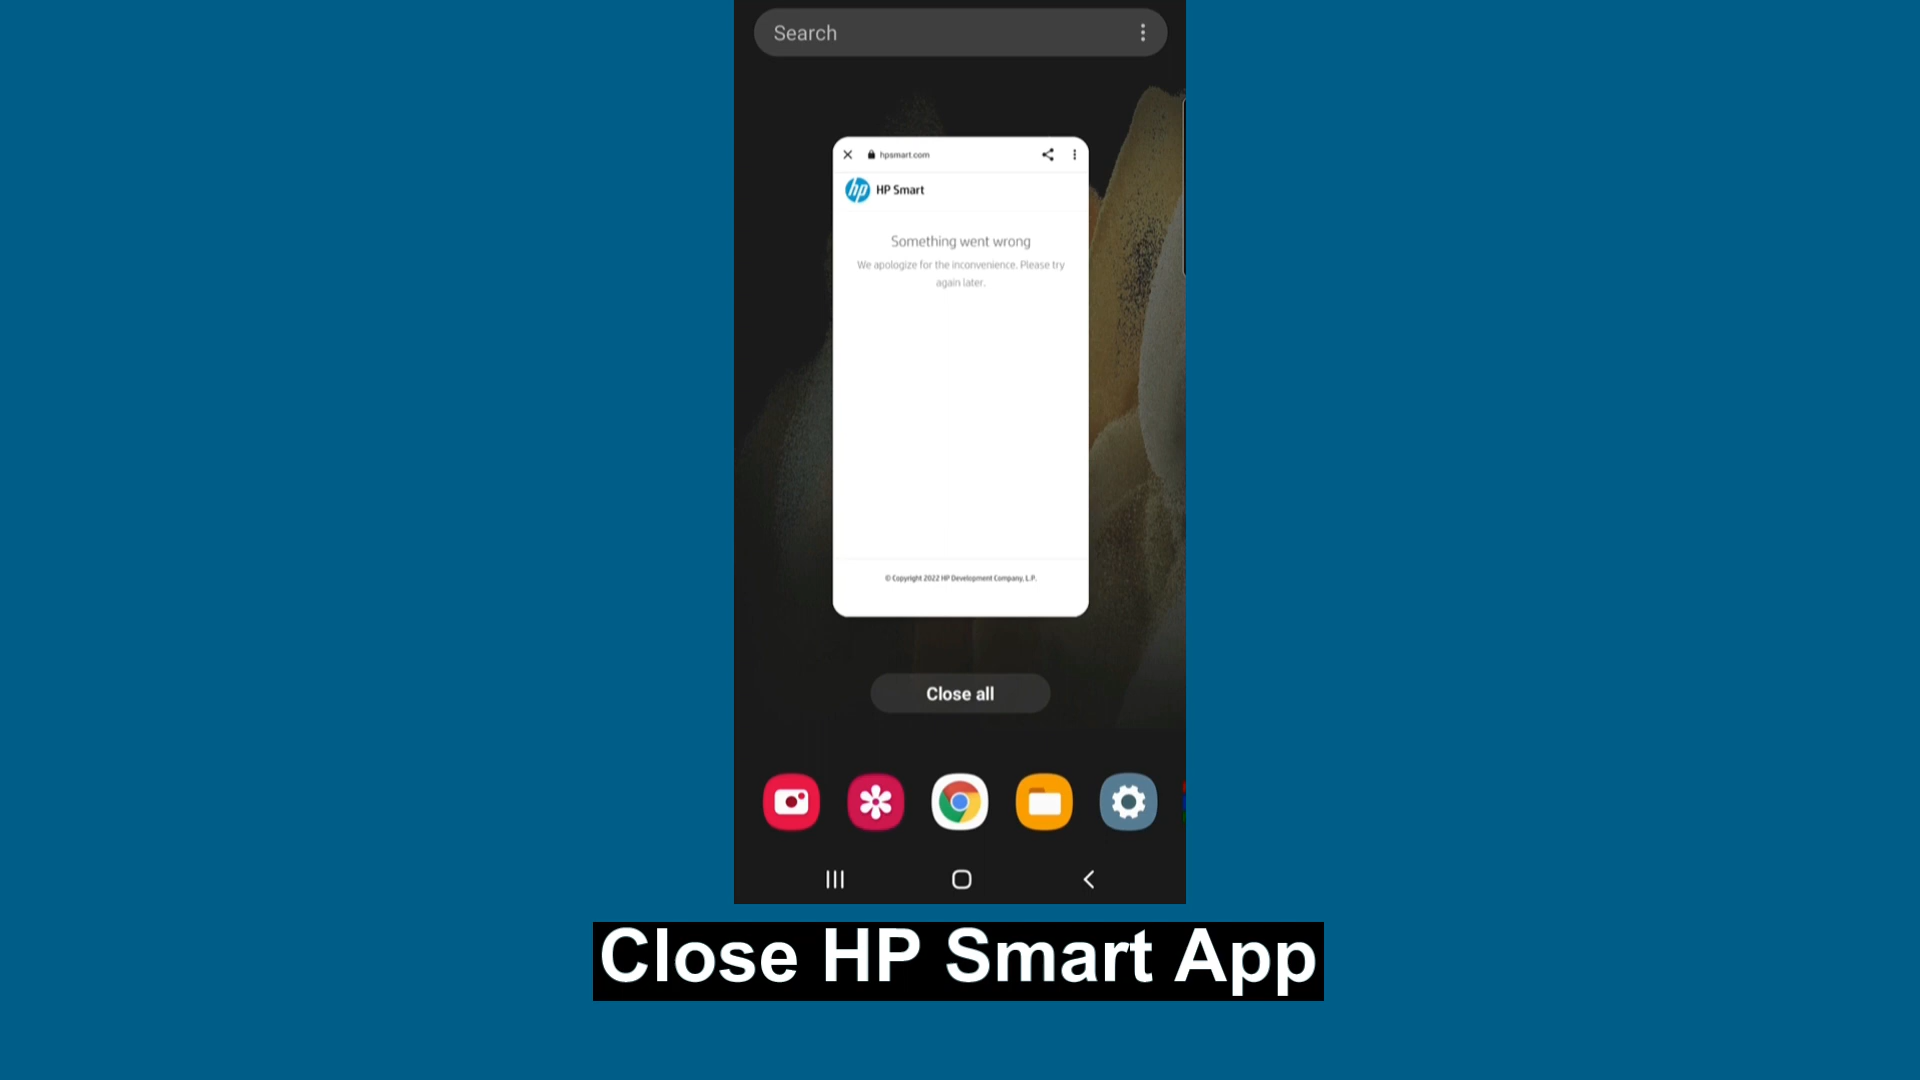 Search
hpsmart.com
hp HP Smart
Something went wrong
We apologize for the inconvenience. Please try
again later.
© Copyright 2022 HP Development Company, L.P.
Close all
Close HP Smart App